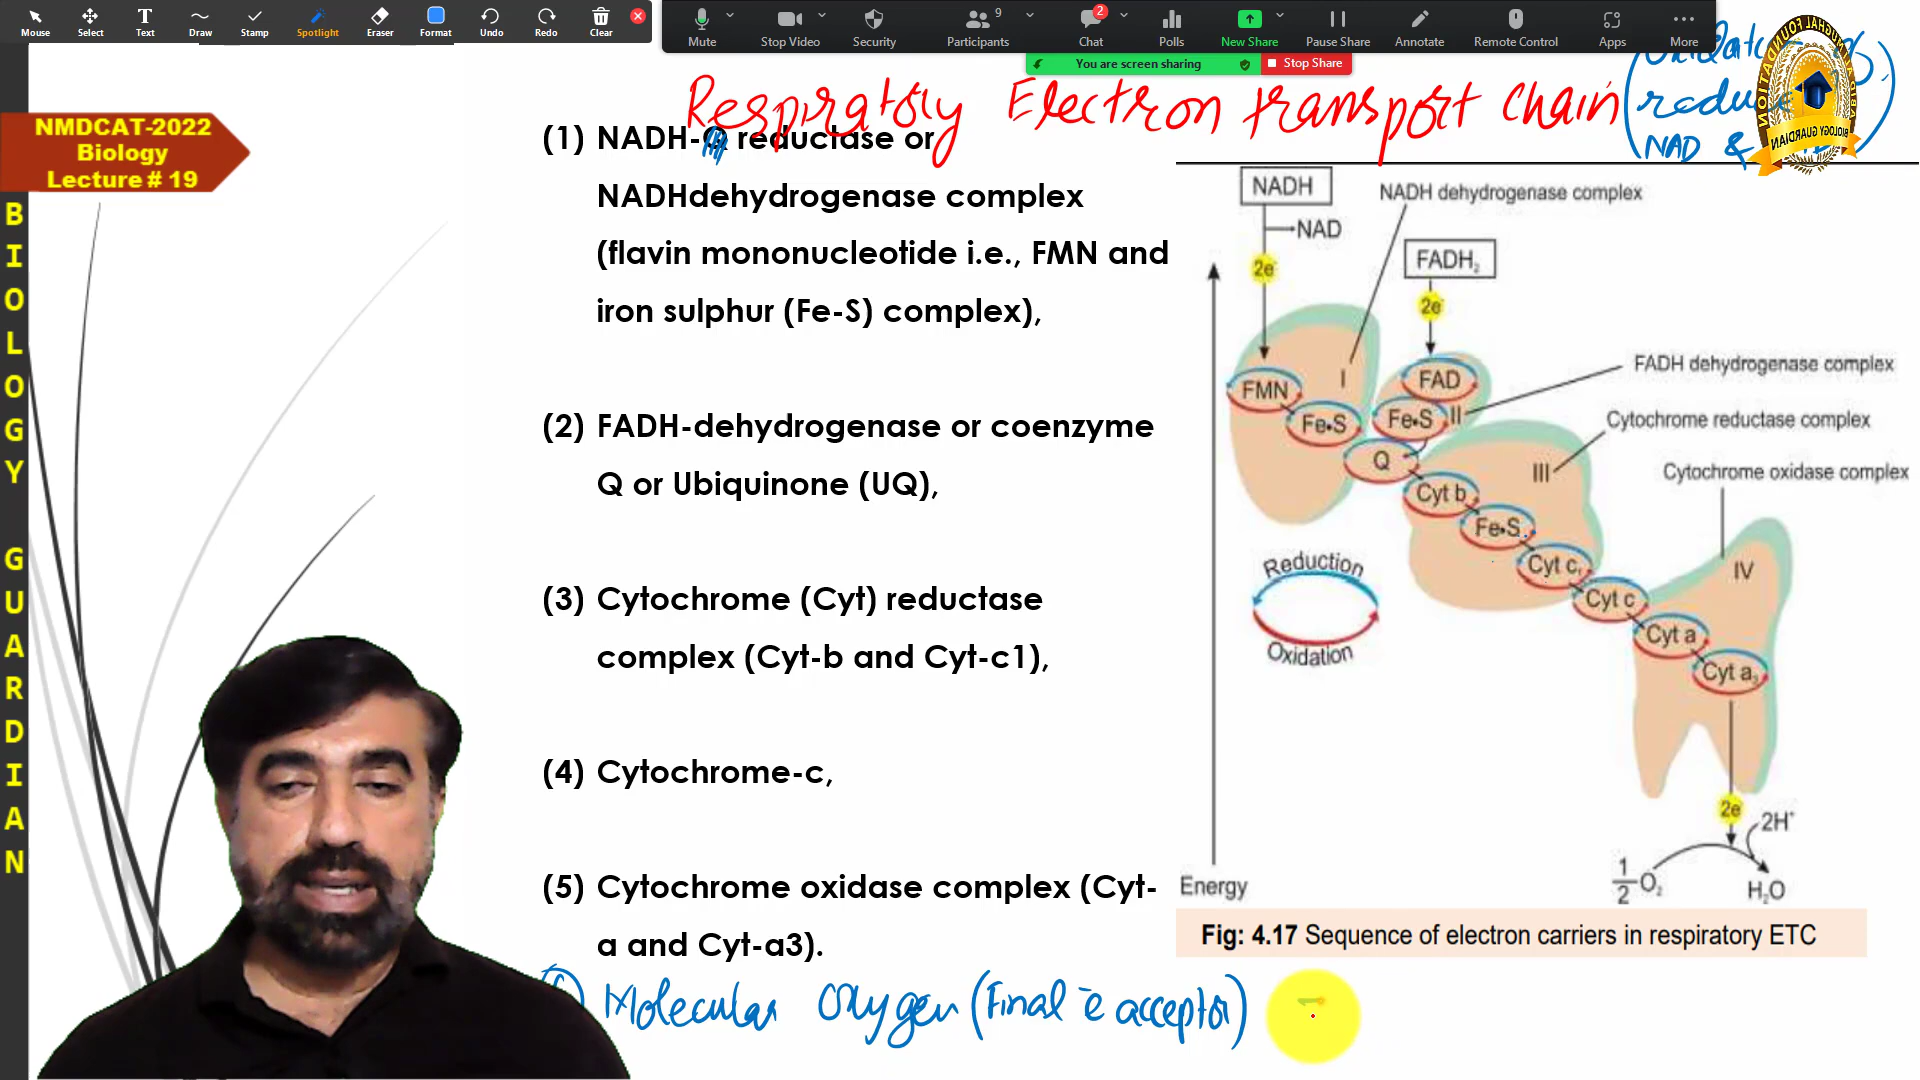 Mouse Select Text Draw Stamp Spotlight Eraser Format Undo Redo Clear
Mute Stop Video Security Participants 9 Chat 2 Polls New Share Pause Share Annotate Remote Control Apps More
You are screen sharing Stop Share
NMDCAT-2022
Biology
Lecture # 19
BIOLOGY GUARDIAN
Respiratory Electron transport chain
NAD &
(1) NADH- reductase or
NADHdehydrogenase complex
(flavin mononucleotide i.e., FMN and
iron sulphur (Fe-S) complex),
(2) FADH-dehydrogenase or coenzyme
Q or Ubiquinone (UQ),
(3) Cytochrome (Cyt) reductase
complex (Cyt-b and Cyt-c1),
(4) Cytochrome-c,
(5) Cytochrome oxidase complex (Cyt-
a and Cyt-a3).
Molecular Oxygen (Final e acceptor)
NADH
NADH dehydrogenase complex
NAD
FADH₂
2e⁻
2e⁻
FADH dehydrogenase complex
I
FMN
FAD
Fe•S
Fe•S
II
Cytochrome reductase complex
Q
III
Cytochrome oxidase complex
Cyt b
Fe•S
Cyt c₁
IV
Reduction
Oxidation
Cyt c
Cyt a
Cyt a₃
2e⁻
2H⁺
1/2 O₂
H₂O
Energy
Fig: 4.17 Sequence of electron carriers in respiratory ETC
BIOLOGY GUARDIAN